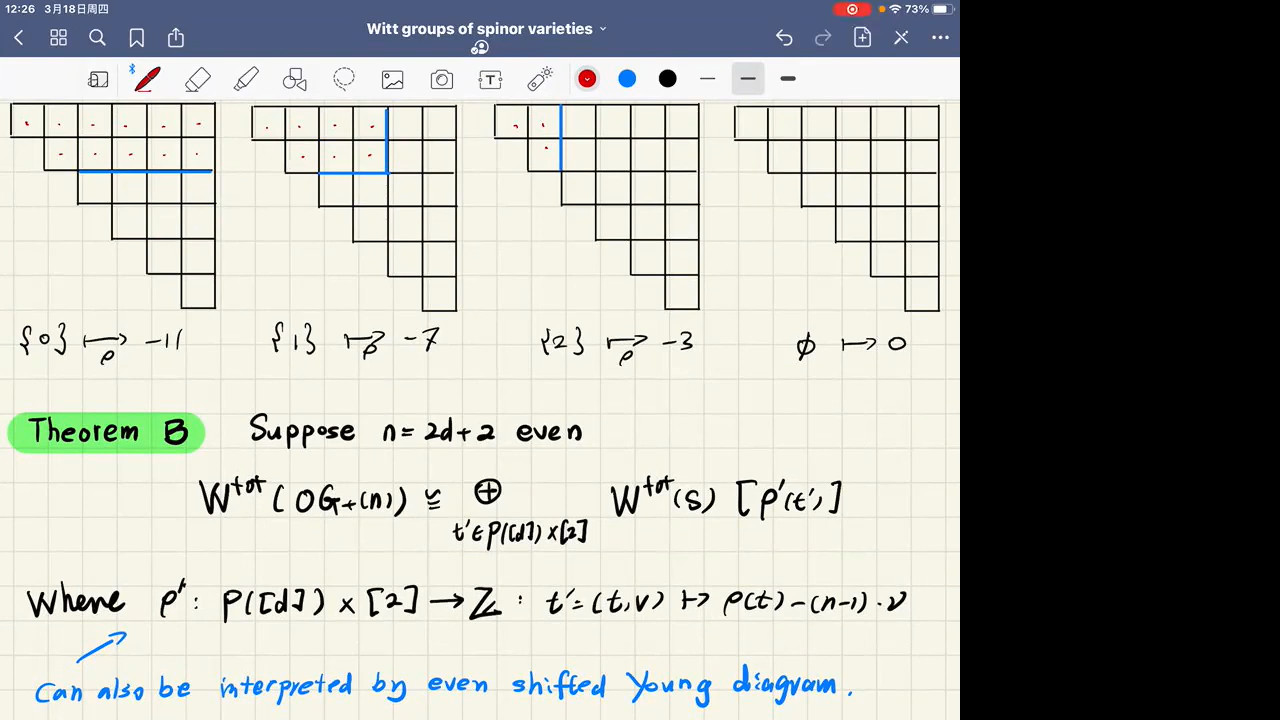 12:26 3月18日周四
73%
Witt groups of spinor varieties
{0} ↦ρ -11 {1} ↦ρ -7 {2} ↦ρ -3 ϕ ↦ 0
Theorem B Suppose n = 2d+2 even
W^tot(OG+(n)) ≅ ⊕_{t'∈P([d])×[2]} W^tot(S) [ρ'(t')]
Where ρ': P([d]) × [2] → ℤ : t' = (t,ν) ↦ ρ(t) - (n-1)·ν
Can also be interpreted by even shifted Young diagram.